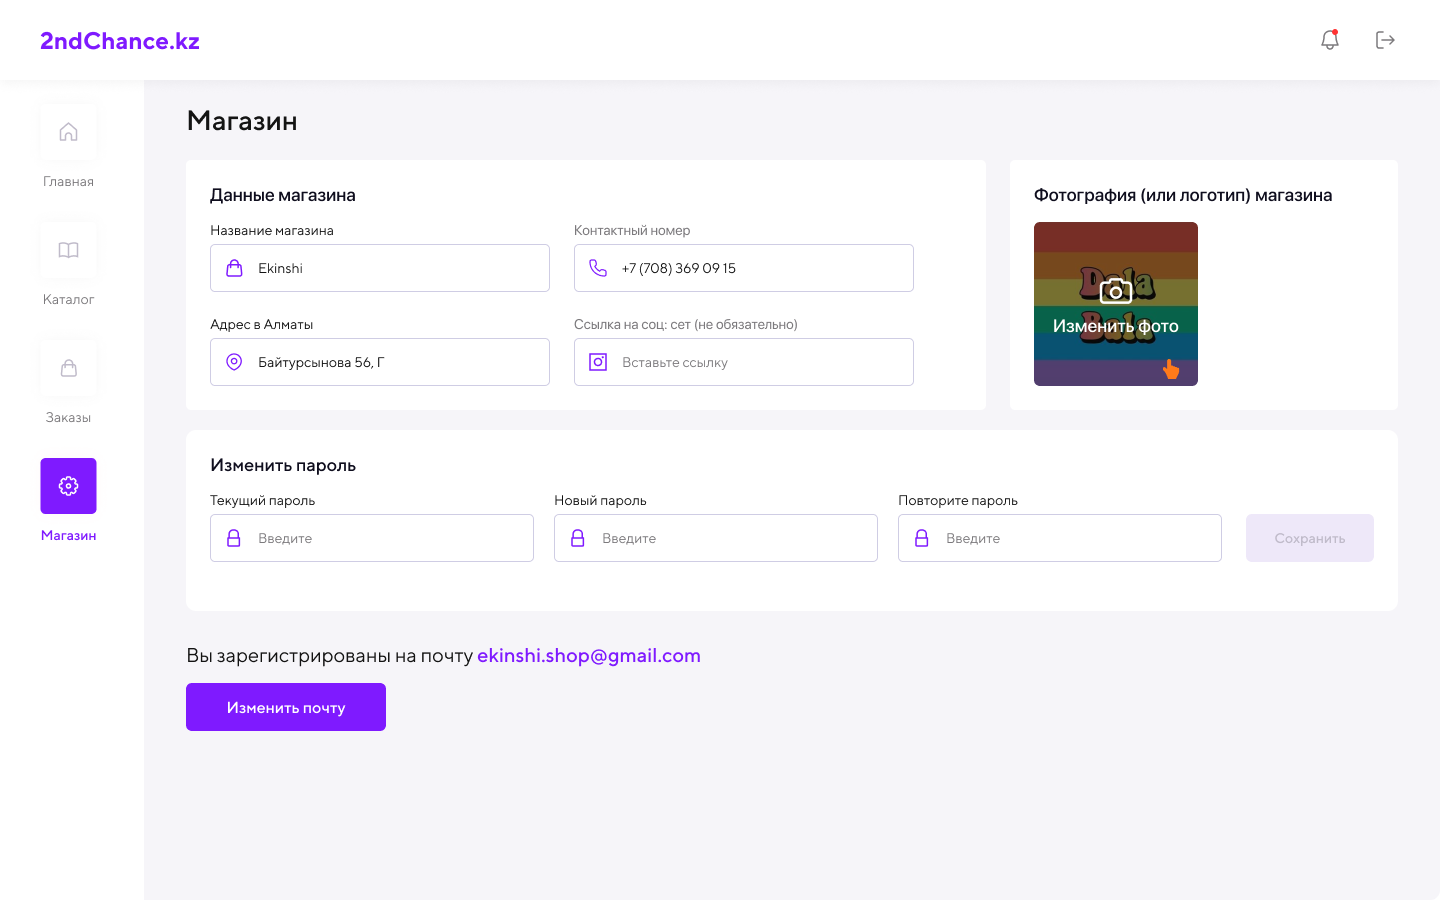 2ndChance.kz
Главная
Каталог
Заказы
Магазин
Магазин
Данные магазина
Название магазина
Ekinshi
Контактный номер
+7 (708) 369 09 15
Адрес в Алматы
Байтурсынова 56, Г
Ссылка на соц: сет (не обязательно)
Вставьте ссылку
Фотография (или логотип) магазина
Dala
Изменить фото
Bala
Изменить пароль
Текущий пароль
Введите
Новый пароль
Введите
Повторите пароль
Введите
Сохранить
Вы зарегистрированы на почту ekinshi.shop@gmail.com
Изменить почту